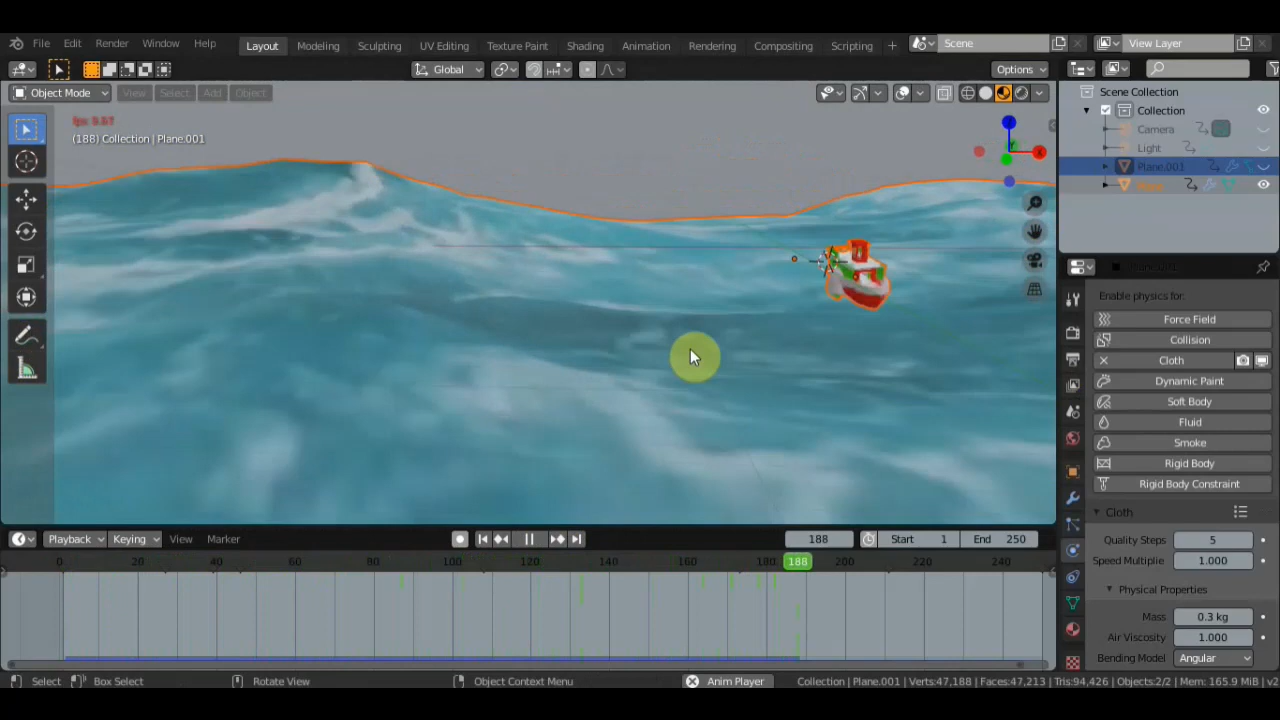 File Edit Render Window Help Layout Modeling Sculpting UV Editing Texture Paint Shading Animation Rendering Compositing Scripting + Scene View Layer
Global Options
Object Mode View Select Add Object
(188) Collection | Plane.001
Scene Collection
Collection
Camera
Light
Plane.001
Enable physics for:
Force Field
Collision
Cloth
Dynamic Paint
Soft Body
Fluid
Smoke
Rigid Body
Rigid Body Constraint
Cloth
Quality Steps 5
Speed Multiplie 1.000
Physical Properties
Mass 0.3 kg
Air Viscosity 1.000
Bending Model Angular
Playback Keying View Marker 188 Start 1 End 250
0 20 40 60 80 100 120 140 160 180 188 200 220 240
Select Box Select Rotate View Object Context Menu Anim Player Collection | Plane.001 | Verts:47,188 | Faces:47,213 | Tris:94,426 | Objects:2/2 | Mem: 165.9 MiB | v2